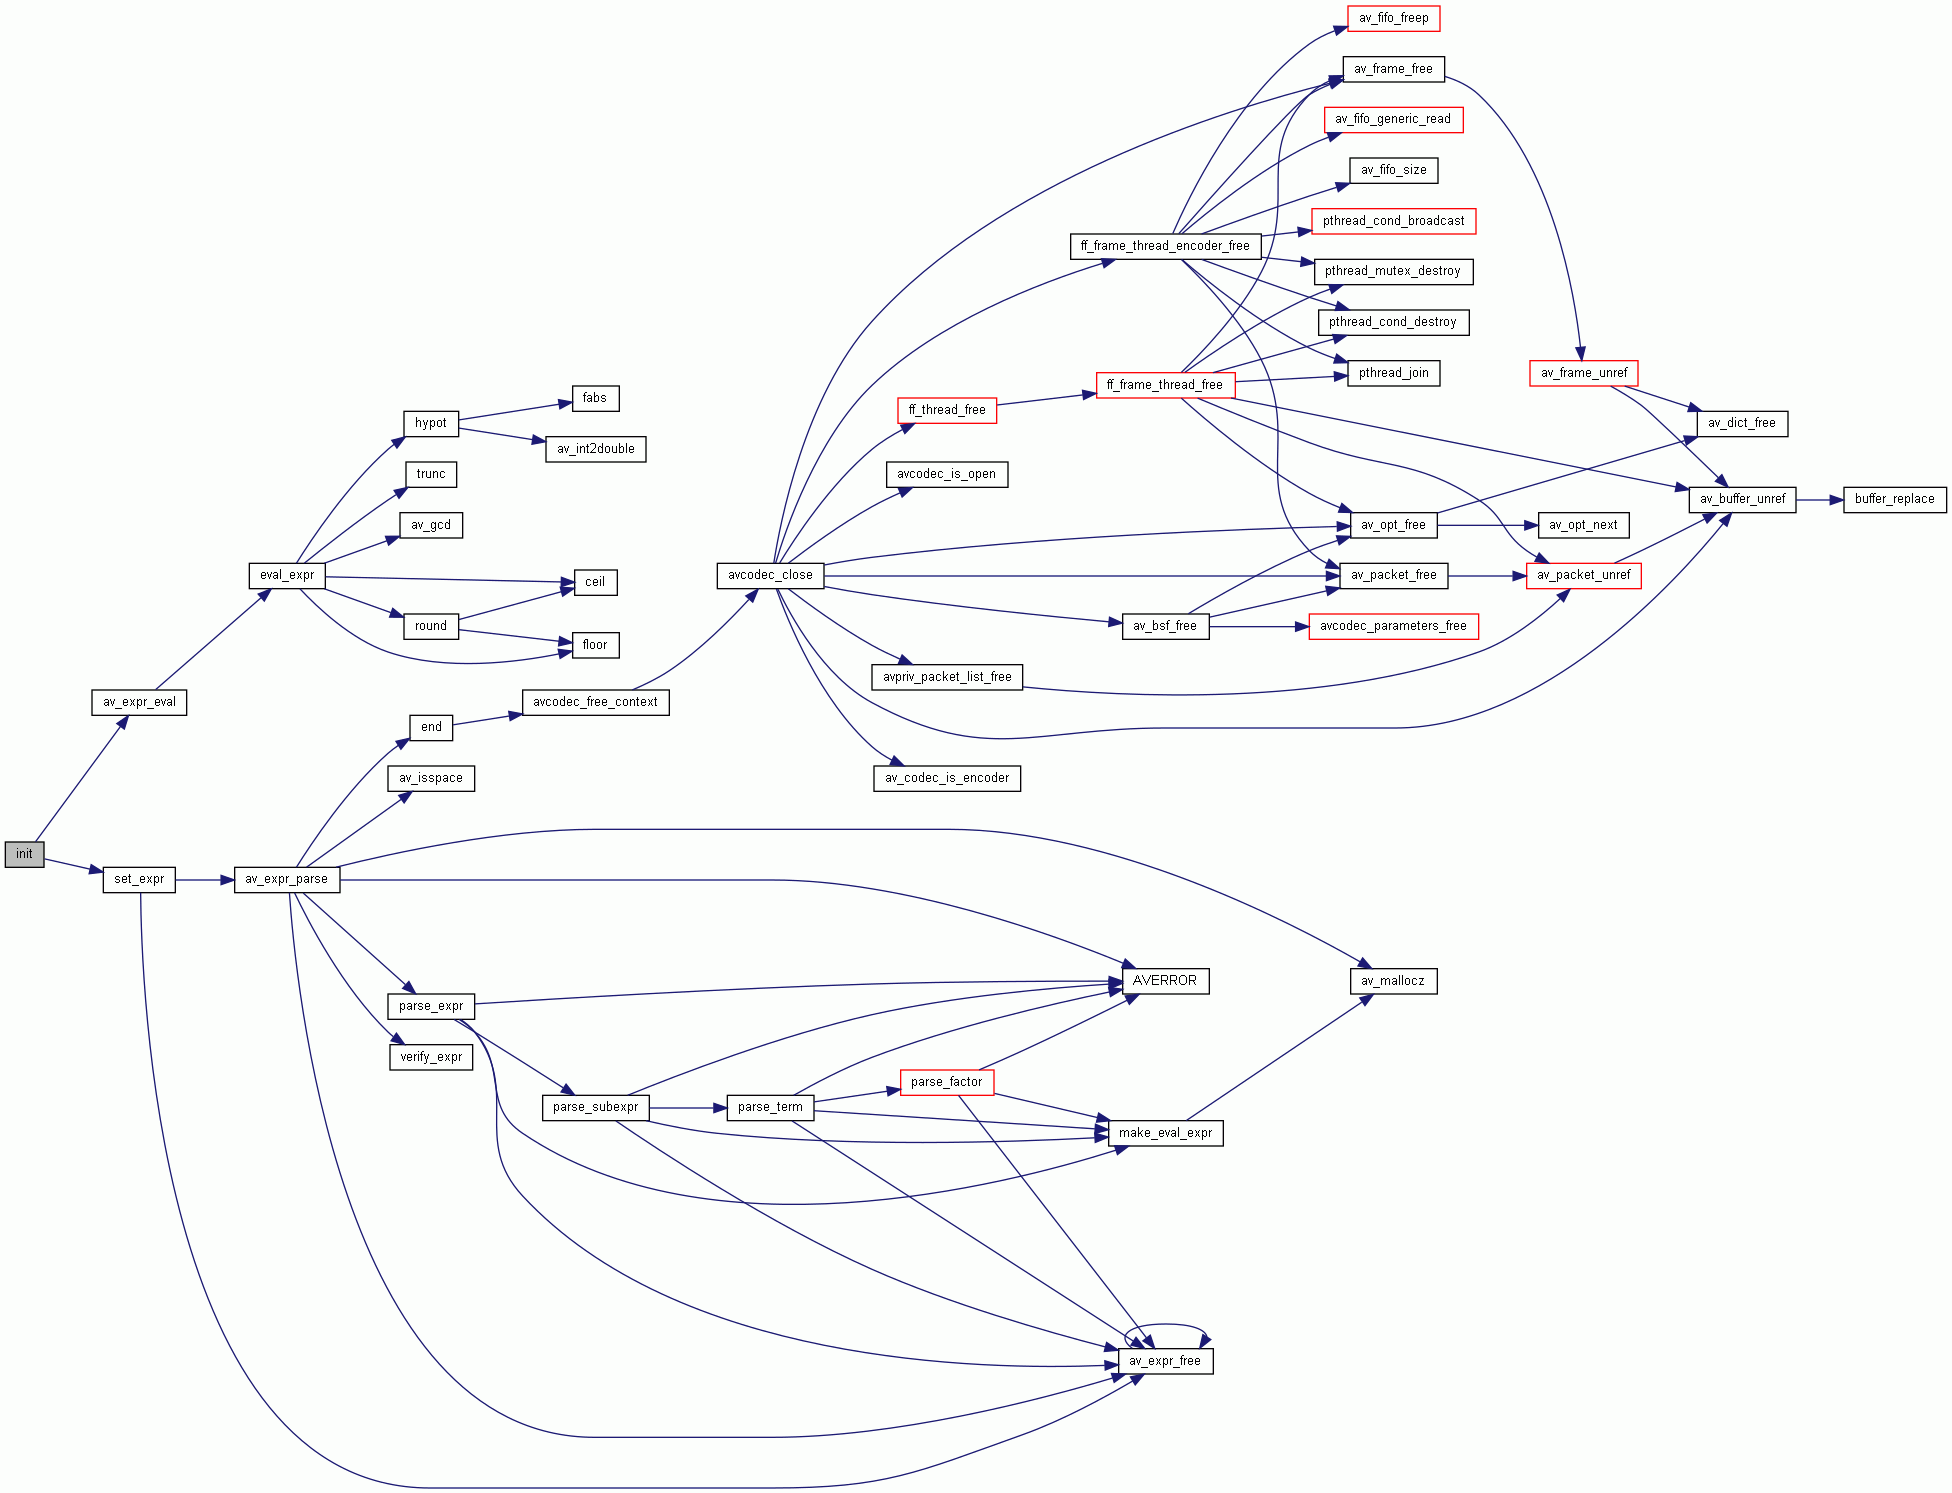 av_fifo_freep
av_frame_free
av_fifo_generic_read
av_fifo_size
pthread_cond_broadcast
ff_frame_thread_encoder_free
pthread_mutex_destroy
pthread_cond_destroy
pthread_join
av_frame_unref
ff_frame_thread_free
fabs
ff_thread_free
hypot
av_dict_free
av_int2double
trunc
avcodec_is_open
av_buffer_unref
buffer_replace
av_gcd
av_opt_free
av_opt_next
eval_expr
ceil
avcodec_close
av_packet_free
av_packet_unref
round
av_bsf_free
avcodec_parameters_free
floor
avpriv_packet_list_free
av_expr_eval
avcodec_free_context
end
av_isspace
av_codec_is_encoder
init
set_expr
av_expr_parse
AVERROR
av_mallocz
parse_expr
verify_expr
parse_factor
parse_subexpr
parse_term
make_eval_expr
av_expr_free